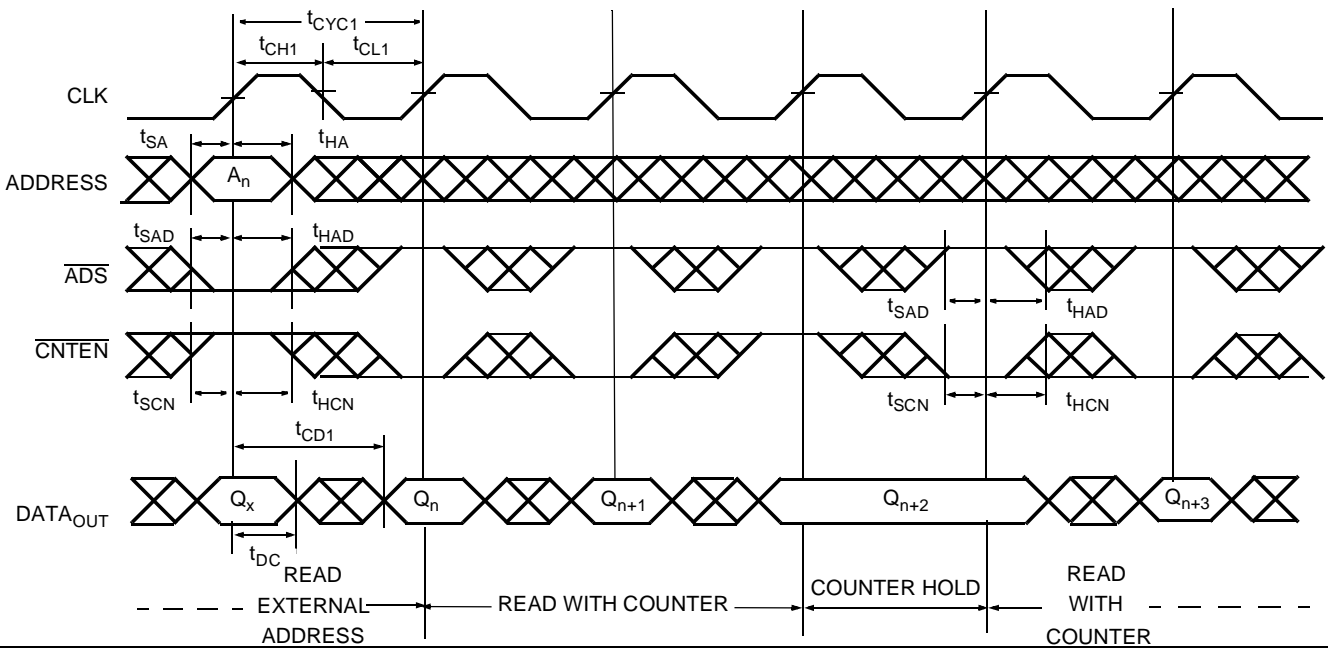 tCYC1
tCH1 tCL1
CLK
tSA tHA
ADDRESS An
tSAD tHAD
ADS
tSAD tHAD
CNTEN
tSCN tHCN tSCN tHCN
tCD1
DATAOUT Qx Qn Qn+1 Qn+2 Qn+3
tDC
READ EXTERNAL ADDRESS
READ WITH COUNTER
COUNTER HOLD
READ WITH COUNTER